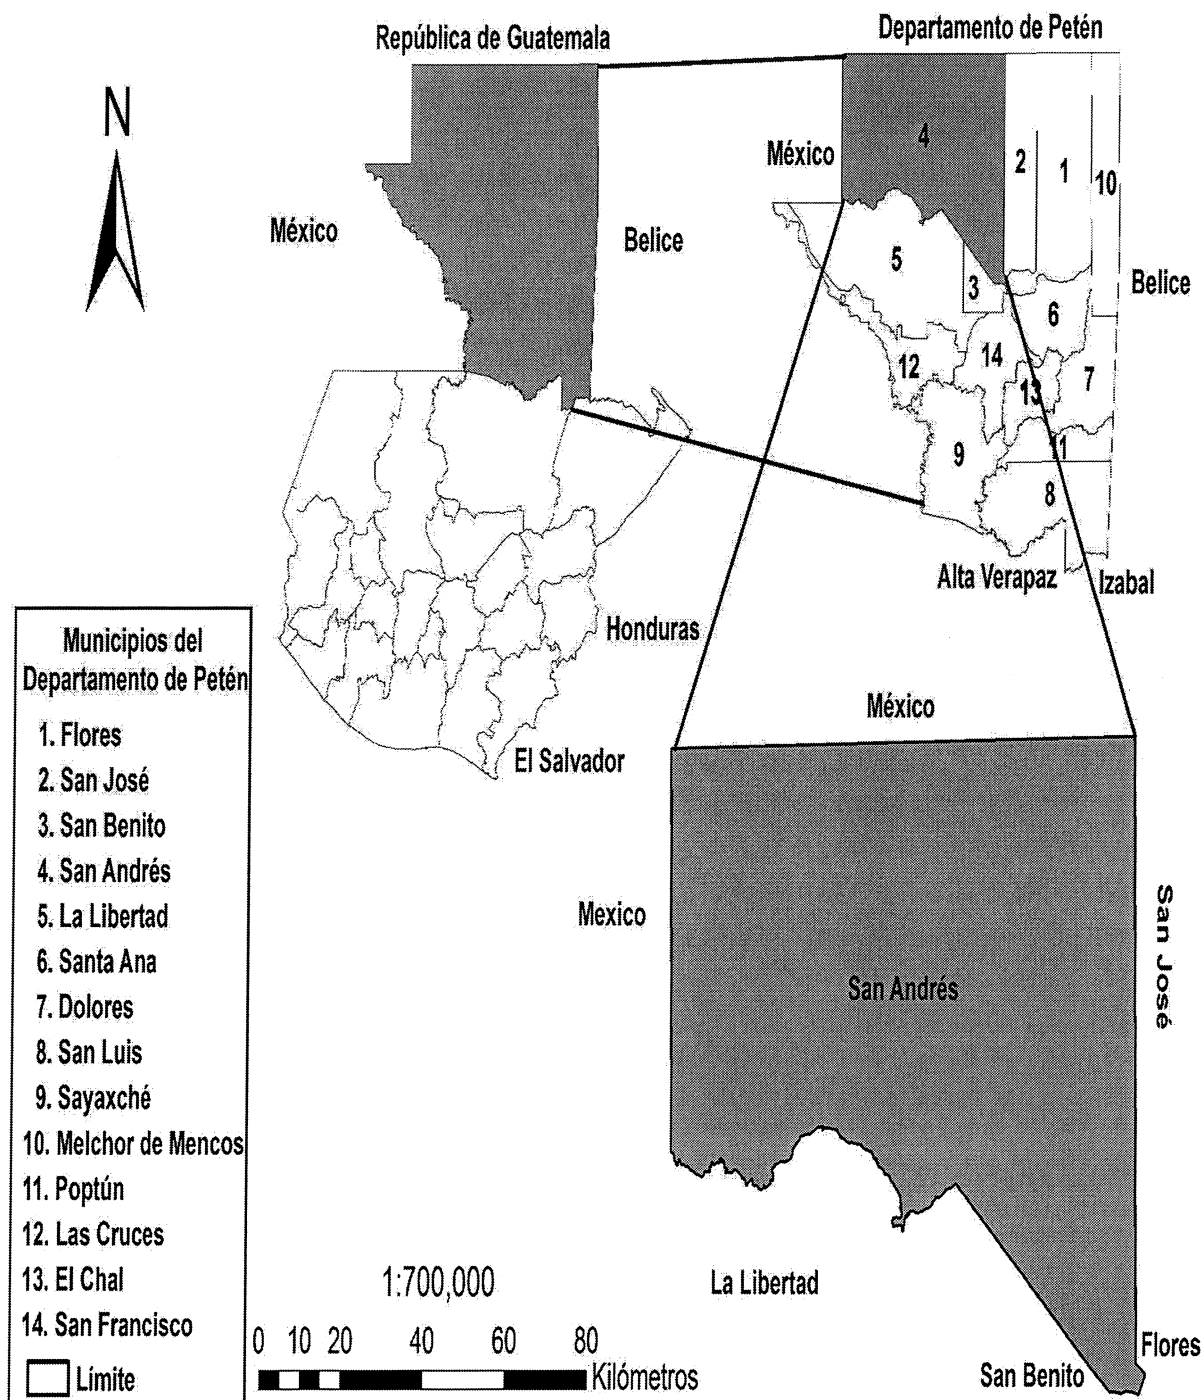 República de Guatemala
Departamento de Petén
N
México
Belice
México
4
2
1
10
5
3
Belice
6
12
14
7
13
9
11
8
Alta Verapaz
Izabal
Honduras
El Salvador
Municipios del
Departamento de Petén
1. Flores
2. San José
3. San Benito
4. San Andrés
5. La Libertad
6. Santa Ana
7. Dolores
8. San Luis
9. Sayaxché
10. Melchor de Mencos
11. Poptún
12. Las Cruces
13. El Chal
14. San Francisco
Límite
México
Mexico
San Andrés
San José
La Libertad
San Benito
Flores
1:700,000
0 10 20 40 60 80
Kilómetros